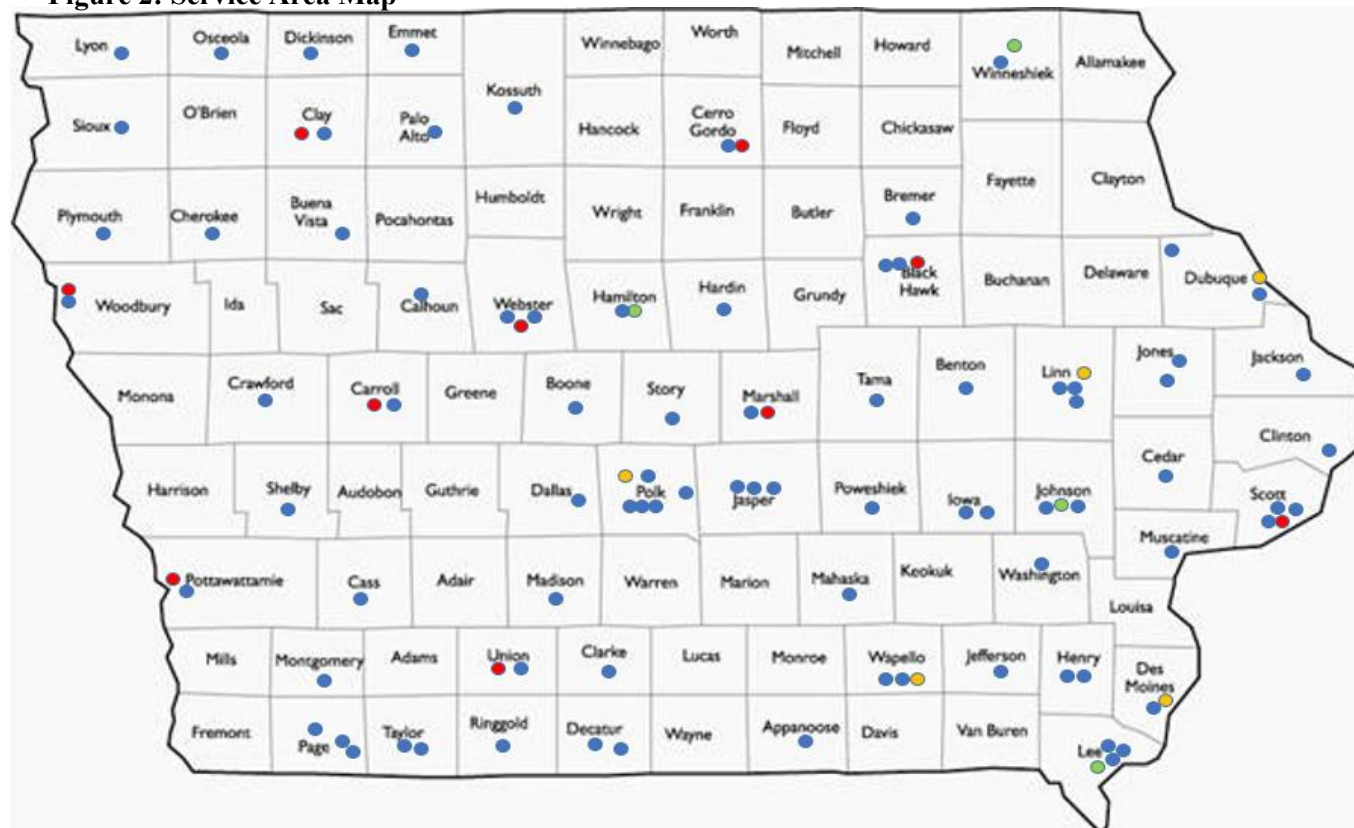 Figure 2: Service Area Map
Lyon
Osceola
Dickinson
Emmet
Kossuth
Winnebago
Worth
Mitchell
Howard
Winneshiek
Allamakee
Sioux
O'Brien
Clay
Palo
Alto
Hancock
Cerro
Gordo
Floyd
Chickasaw
Fayette
Clayton
Plymouth
Cherokee
Buena
Vista
Pocahontas
Humboldt
Wright
Franklin
Butler
Bremer
Woodbury
Ida
Sac
Calhoun
Webster
Hamilton
Hardin
Grundy
Black
Hawk
Buchanan
Delaware
Dubuque
Monona
Crawford
Carroll
Greene
Boone
Story
Marshall
Tama
Benton
Linn
Jones
Jackson
Clinton
Harrison
Shelby
Audobon
Guthrie
Dallas
Polk
Jasper
Poweshiek
Iowa
Johnson
Cedar
Scott
Muscatine
Pottawattamie
Cass
Adair
Madison
Warren
Marion
Mahaska
Keokuk
Washington
Louisa
Mills
Montgomery
Adams
Union
Clarke
Lucas
Monroe
Wapello
Jefferson
Henry
Des
Moines
Fremont
Page
Taylor
Ringgold
Decatur
Wayne
Appanoose
Davis
Van Buren
Lee